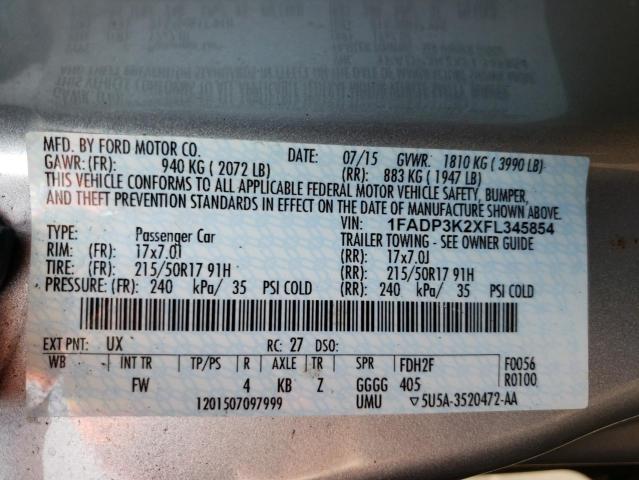 MFD. BY FORD MOTOR CO.
DATE: 07/15 GVWR: 1810 KG ( 3990 LB)
GAWR: (FR): 940 KG ( 2072 LB) (RR): 883 KG ( 1947 LB)
THIS VEHICLE CONFORMS TO ALL APPLICABLE FEDERAL MOTOR VEHICLE SAFETY, BUMPER,
AND THEFT PREVENTION STANDARDS IN EFFECT ON THE DATE OF MANUFACTURE SHOWN ABOVE.
VIN: 1FADP3K2XFL345854
TYPE: Passenger Car TRAILER TOWING - SEE OWNER GUIDE
RIM: (FR): 17x7.0J (RR): 17x7.0J
TIRE: (FR): 215/50R17 91H (RR): 215/50R17 91H
PRESSURE: (FR): 240 kPa/ 35 PSI COLD (RR): 240 kPa/ 35 PSI COLD
EXT PNT: UX RC: 27 DSO:
WB INT TR TP/PS R AXLE TR SPR FDH2F F0056
FW 4 KB Z GGGG 405 R0100
1201507097999 UMU ▽5U5A-3520472-AA